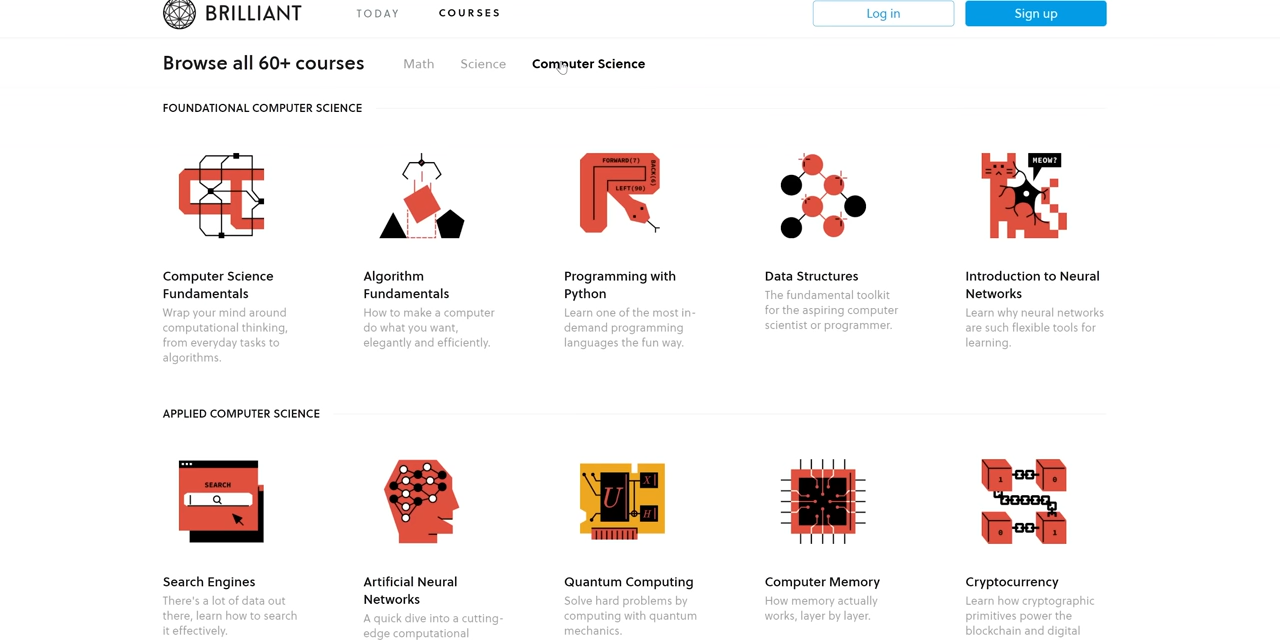 BRILLIANT TODAY COURSES Log in Sign up
Browse all 60+ courses Math Science Computer Science
FOUNDATIONAL COMPUTER SCIENCE
FORWARD(7)
BACK(6)
LEFT(90)
MEOW?
Computer Science
Fundamentals
Wrap your mind around
computational thinking,
from everyday tasks to
algorithms.
Algorithm
Fundamentals
How to make a computer
do what you want,
elegantly and efficiently.
Programming with
Python
Learn one of the most in-
demand programming
languages the fun way.
Data Structures
The fundamental toolkit
for the aspiring computer
scientist or programmer.
Introduction to Neural
Networks
Learn why neural networks
are such flexible tools for
learning.
APPLIED COMPUTER SCIENCE
SEARCH
U X H
1 0
0 1
Search Engines
There's a lot of data out
there, learn how to search
it effectively.
Artificial Neural
Networks
A quick dive into a cutting-
edge computational
Quantum Computing
Solve hard problems by
computing with quantum
mechanics.
Computer Memory
How memory actually
works, layer by layer.
Cryptocurrency
Learn how cryptographic
primitives power the
blockchain and digital